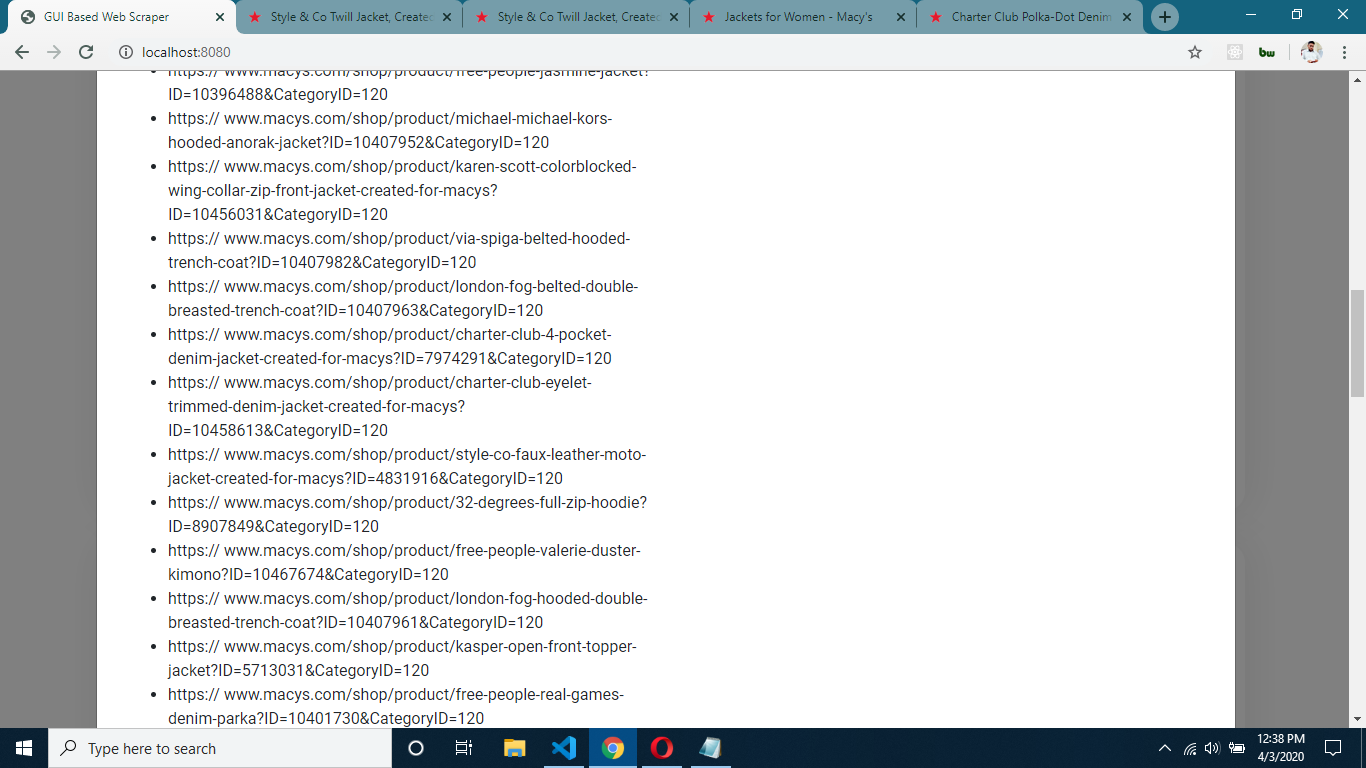 GUI Based Web Scraper
Style & Co Twill Jacket, Created
Style & Co Twill Jacket, Created
Jackets for Women - Macy's
Charter Club Polka-Dot Denim
localhost:8080
bw
https:// www.macys.com/shop/product/free-people-jasmine-jacket?
ID=10396488&CategoryID=120
https:// www.macys.com/shop/product/michael-michael-kors-
hooded-anorak-jacket?ID=10407952&CategoryID=120
https:// www.macys.com/shop/product/karen-scott-colorblocked-
wing-collar-zip-front-jacket-created-for-macys?
ID=10456031&CategoryID=120
https:// www.macys.com/shop/product/via-spiga-belted-hooded-
trench-coat?ID=10407982&CategoryID=120
https:// www.macys.com/shop/product/london-fog-belted-double-
breasted-trench-coat?ID=10407963&CategoryID=120
https:// www.macys.com/shop/product/charter-club-4-pocket-
denim-jacket-created-for-macys?ID=7974291&CategoryID=120
https:// www.macys.com/shop/product/charter-club-eyelet-
trimmed-denim-jacket-created-for-macys?
ID=10458613&CategoryID=120
https:// www.macys.com/shop/product/style-co-faux-leather-moto-
jacket-created-for-macys?ID=4831916&CategoryID=120
https:// www.macys.com/shop/product/32-degrees-full-zip-hoodie?
ID=8907849&CategoryID=120
https:// www.macys.com/shop/product/free-people-valerie-duster-
kimono?ID=10467674&CategoryID=120
https:// www.macys.com/shop/product/london-fog-hooded-double-
breasted-trench-coat?ID=10407961&CategoryID=120
https:// www.macys.com/shop/product/kasper-open-front-topper-
jacket?ID=5713031&CategoryID=120
https:// www.macys.com/shop/product/free-people-real-games-
denim-parka?ID=10401730&CategoryID=120
Type here to search
12:38 PM
4/3/2020